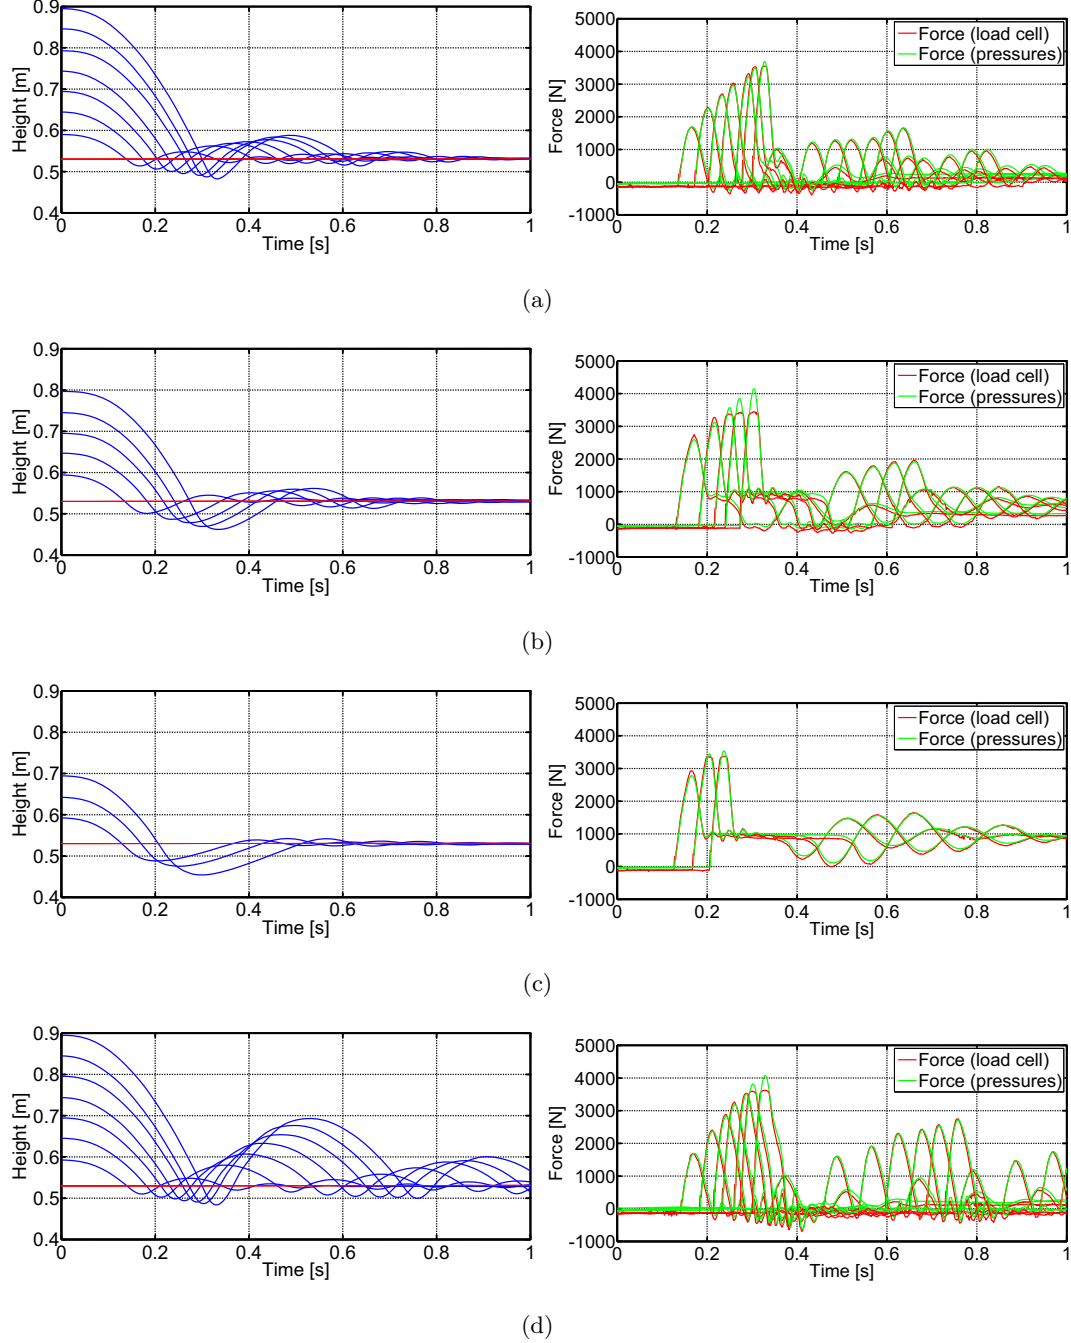 0.9
0.8
0.7
0.6
0.5
0.4
Height [m]
0 0.2 0.4 0.6 0.8 1
Time [s]
5000
4000
3000
2000
1000
0
-1000
Force [N]
Force (load cell)
Force (pressures)
0 0.2 0.4 0.6 0.8 1
Time [s]
(a)
0.9
0.8
0.7
0.6
0.5
0.4
Height [m]
0 0.2 0.4 0.6 0.8 1
Time [s]
5000
4000
3000
2000
1000
0
-1000
Force [N]
Force (load cell)
Force (pressures)
0 0.2 0.4 0.6 0.8 1
Time [s]
(b)
0.9
0.8
0.7
0.6
0.5
0.4
Height [m]
0 0.2 0.4 0.6 0.8 1
Time [s]
5000
4000
3000
2000
1000
0
-1000
Force [N]
Force (load cell)
Force (pressures)
0 0.2 0.4 0.6 0.8 1
Time [s]
(c)
0.9
0.8
0.7
0.6
0.5
0.4
Height [m]
0 0.2 0.4 0.6 0.8 1
Time [s]
5000
4000
3000
2000
1000
0
-1000
Force [N]
Force (load cell)
Force (pressures)
0 0.2 0.4 0.6 0.8 1
Time [s]
(d)